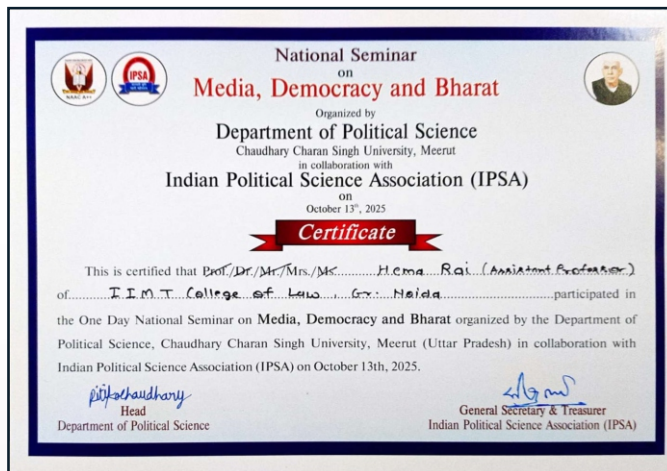 NAAC A++
IPSA
National Seminar
on
Media, Democracy and Bharat
Organized by
Department of Political Science
Chaudhary Charan Singh University, Meerut
in collaboration with
Indian Political Science Association (IPSA)
on
October 13th, 2025
Certificate
This is certified that Prof./Dr./Mr./Mrs./Ms. Hema Rai (Assistant Professor)
of IIMT College of Law, Gr. Noida participated in
the One Day National Seminar on Media, Democracy and Bharat organized by the Department of
Political Science, Chaudhary Charan Singh University, Meerut (Uttar Pradesh) in collaboration with
Indian Political Science Association (IPSA) on October 13th, 2025.
Head
Department of Political Science
General Secretary & Treasurer
Indian Political Science Association (IPSA)